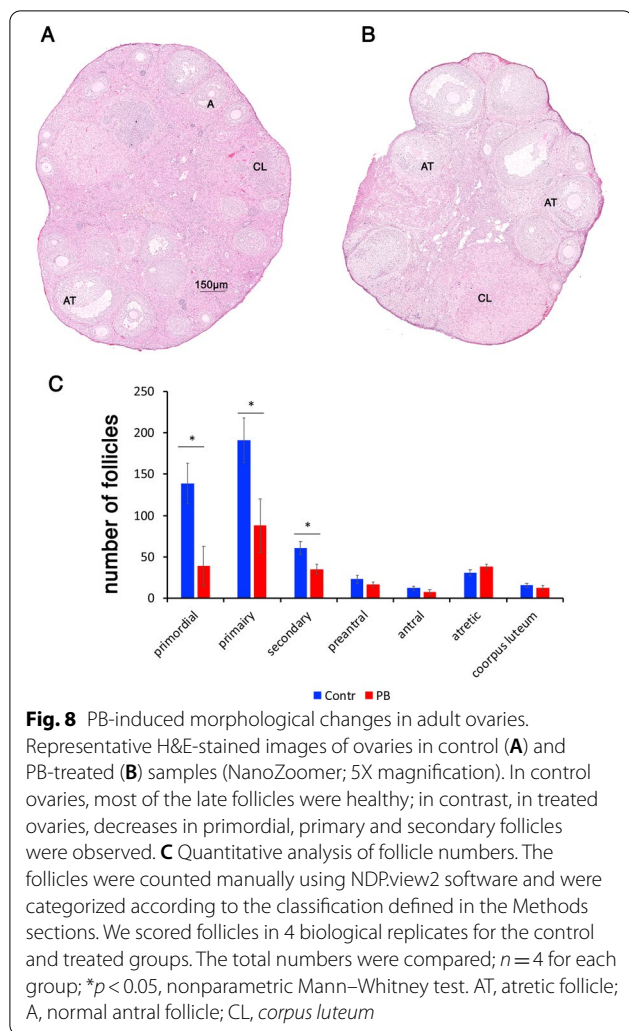 A
B
A
CL
AT
150µm
AT
AT
CL
C
number of follicles
250
200
150
100
50
0
*
*
*
primordial
primairy
secondary
preantral
antral
atretic
coorpus luteum
Contr PB
Fig. 8 PB-induced morphological changes in adult ovaries.
Representative H&E-stained images of ovaries in control (A) and
PB-treated (B) samples (NanoZoomer; 5X magnification). In control
ovaries, most of the late follicles were healthy; in contrast, in treated
ovaries, decreases in primordial, primary and secondary follicles
were observed. C Quantitative analysis of follicle numbers. The
follicles were counted manually using NDP.view2 software and were
categorized according to the classification defined in the Methods
sections. We scored follicles in 4 biological replicates for the control
and treated groups. The total numbers were compared; n = 4 for each
group; *p < 0.05, nonparametric Mann–Whitney test. AT, atretic follicle;
A, normal antral follicle; CL, corpus luteum